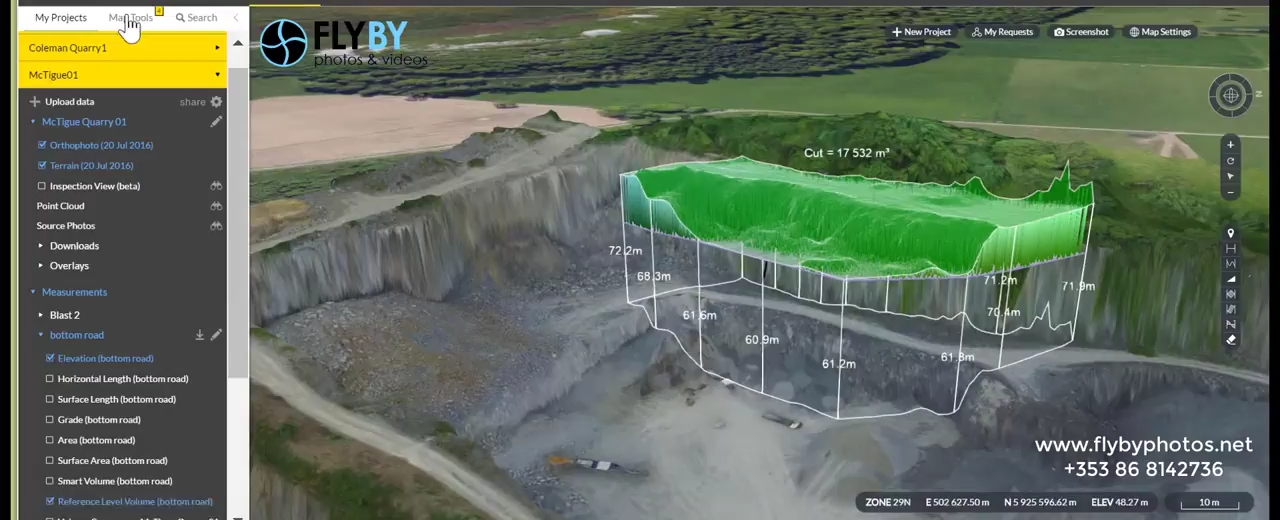 My Projects
Map Tools
4
Search
Coleman Quarry1
McTigue01
Upload data
share
McTigue Quarry 01
Orthophoto (20 Jul 2016)
Terrain (20 Jul 2016)
Inspection View (beta)
Point Cloud
Source Photos
Downloads
Overlays
Measurements
Blast 2
bottom road
Elevation (bottom road)
Horizontal Length (bottom road)
Surface Length (bottom road)
Grade (bottom road)
Area (bottom road)
Surface Area (bottom road)
Smart Volume (bottom road)
Reference Level Volume (bottom road)
FLYBY
photos & videos
New Project
My Requests
Screenshot
Map Settings
N
Cut = 17 532 m³
72.2m
68.3m
61.6m
60.9m
61.2m
61.8m
71.2m
70.4m
71.9m
www.flybyphotos.net
+353 86 8142736
ZONE 29N
E 502 627.50 m
N 5 925 596.62 m
ELEV 48.27 m
10 m